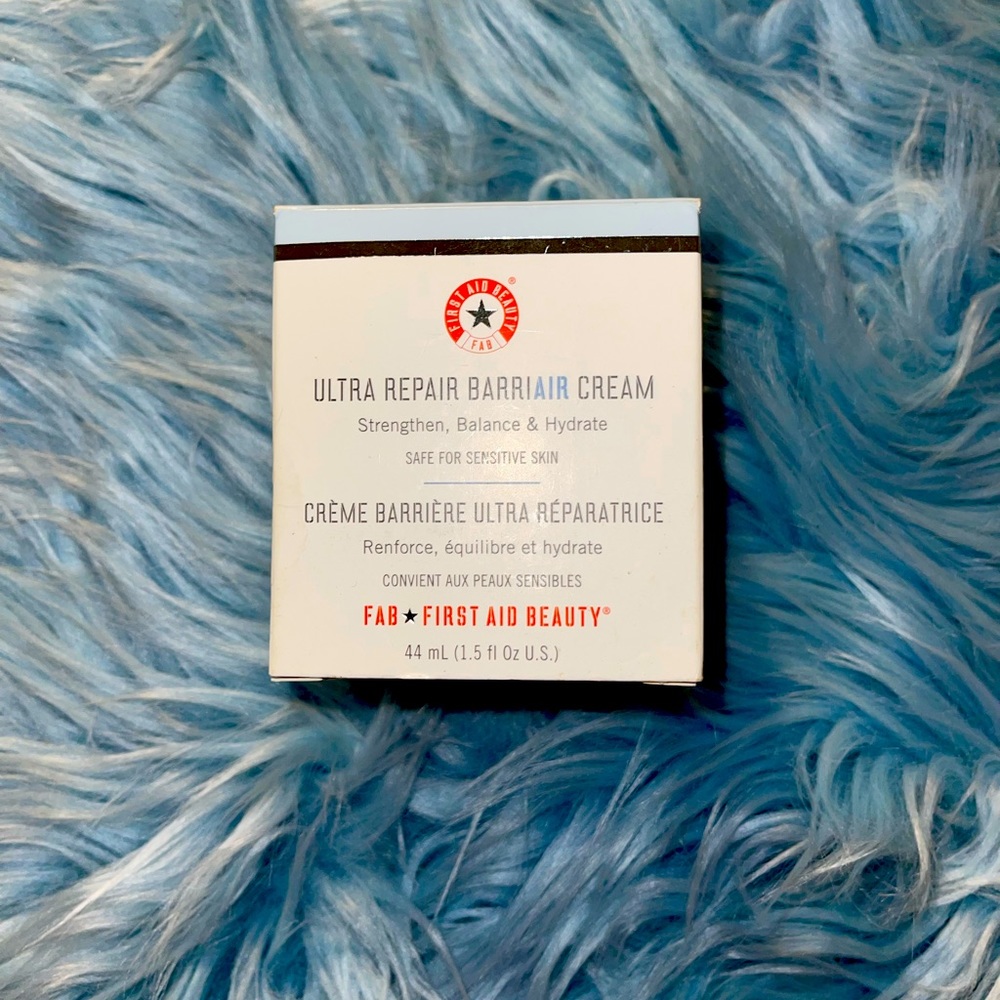 FIRST AID BEAUTY ®
FAB
ULTRA REPAIR BARRIAIR CREAM
Strengthen, Balance & Hydrate
SAFE FOR SENSITIVE SKIN
CRÈME BARRIÈRE ULTRA RÉPARATRICE
Renforce, équilibre et hydrate
CONVIENT AUX PEAUX SENSIBLES
FAB★FIRST AID BEAUTY®
44 mL (1.5 fl Oz U.S.)